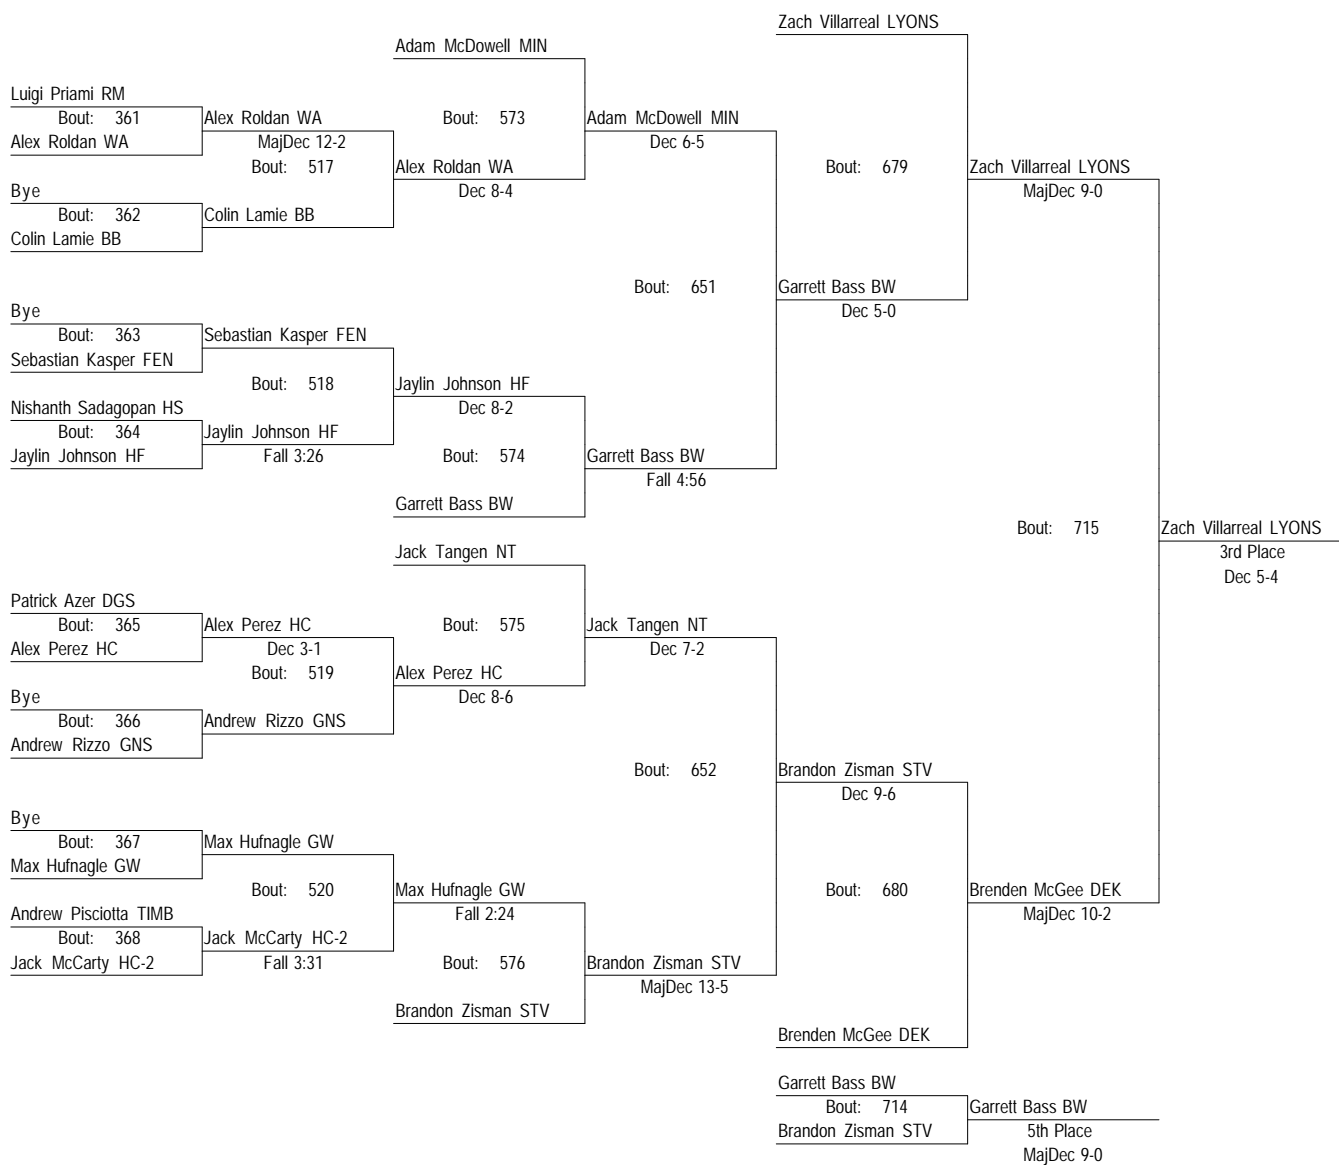 Zach Villarreal LYONS
Adam McDowell MIN
Luigi Priami RM
Bout: 361
Alex Roldan WA
Bout: 573
Adam McDowell MIN
Alex Roldan WA
MajDec 12-2
Dec 6-5
Bout: 517
Alex Roldan WA
Bout: 679
Zach Villarreal LYONS
Bye
Dec 8-4
MajDec 9-0
Bout: 362
Colin Lamie BB
Colin Lamie BB
Bout: 651
Garrett Bass BW
Bye
Dec 5-0
Bout: 363
Sebastian Kasper FEN
Sebastian Kasper FEN
Bout: 518
Jaylin Johnson HF
Nishanth Sadagopan HS
Dec 8-2
Bout: 364
Jaylin Johnson HF
Jaylin Johnson HF
Fall 3:26
Bout: 574
Garrett Bass BW
Fall 4:56
Garrett Bass BW
Bout: 715
Zach Villarreal LYONS
Jack Tangen NT
3rd Place
Dec 5-4
Patrick Azer DGS
Bout: 365
Alex Perez HC
Bout: 575
Jack Tangen NT
Alex Perez HC
Dec 3-1
Dec 7-2
Bout: 519
Alex Perez HC
Bye
Dec 8-6
Bout: 366
Andrew Rizzo GNS
Andrew Rizzo GNS
Bout: 652
Brandon Zisman STV
Dec 9-6
Bye
Bout: 367
Max Hufnagle GW
Max Hufnagle GW
Bout: 520
Max Hufnagle GW
Bout: 680
Brenden McGee DEK
Andrew Pisciotta TIMB
Fall 2:24
MajDec 10-2
Bout: 368
Jack McCarty HC-2
Jack McCarty HC-2
Fall 3:31
Bout: 576
Brandon Zisman STV
MajDec 13-5
Brandon Zisman STV
Brenden McGee DEK
Garrett Bass BW
Bout: 714
Garrett Bass BW
Brandon Zisman STV
5th Place
MajDec 9-0